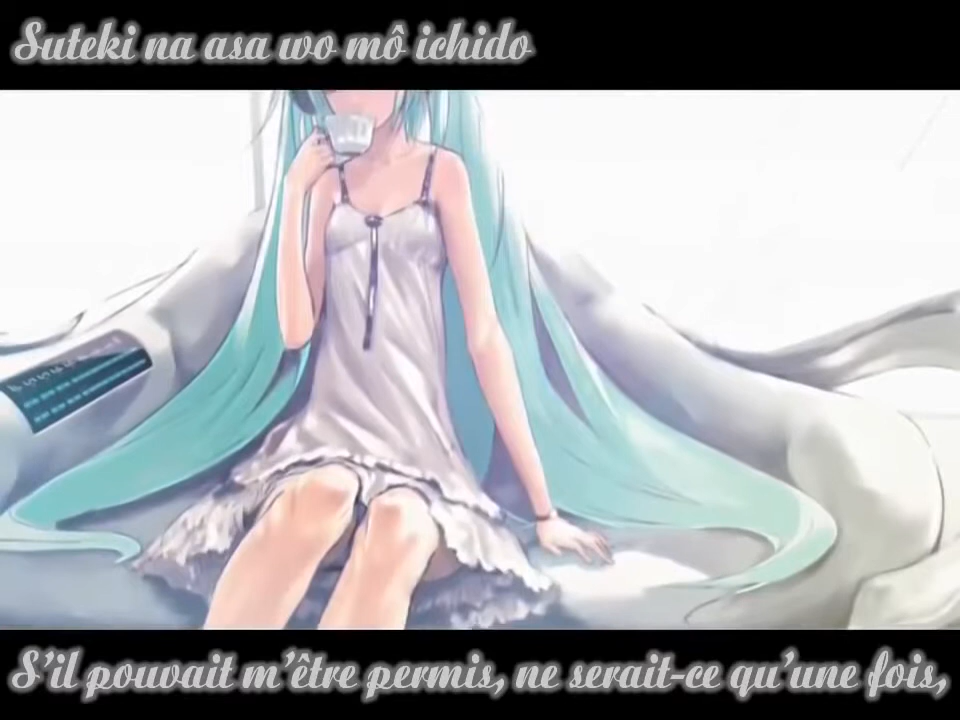 Suteki na asa wo mô ichido
S'il pouvait m'être permis, ne serait-ce qu'une fois,